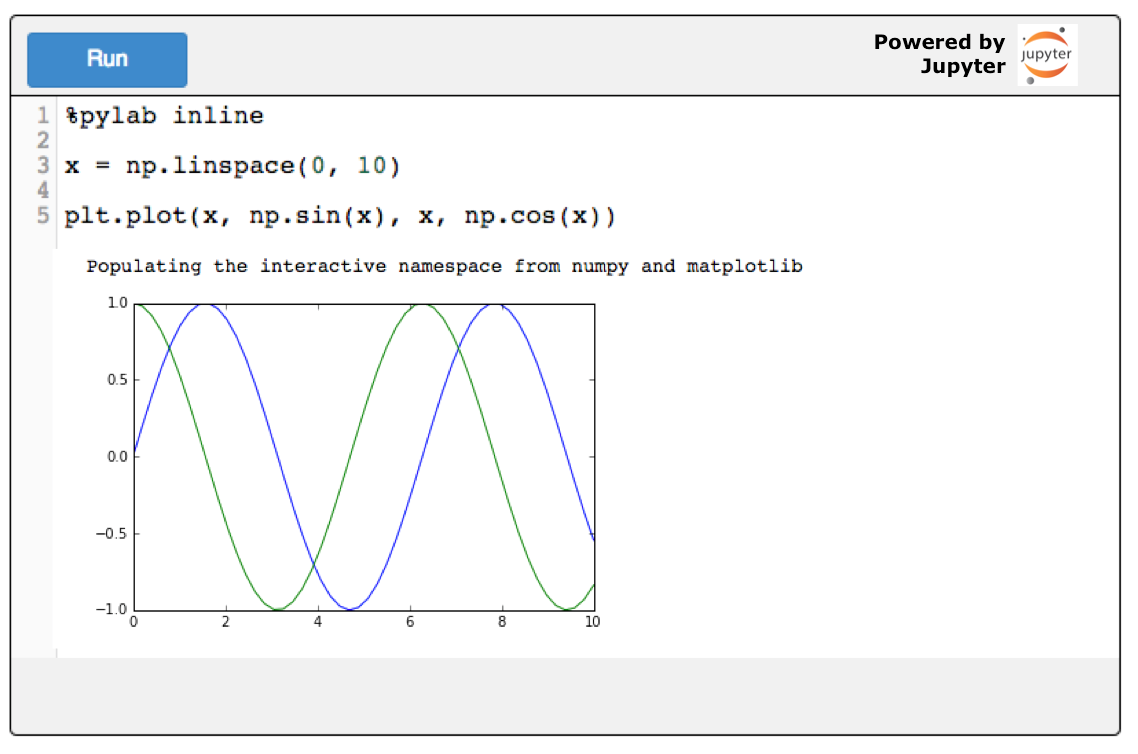 Run
Powered by
Jupyter
jupyter
1 %pylab inline
2
3 x = np.linspace(0, 10)
4
5 plt.plot(x, np.sin(x), x, np.cos(x))
Populating the interactive namespace from numpy and matplotlib
1.0
0.5
0.0
−0.5
−1.0
0 2 4 6 8 10